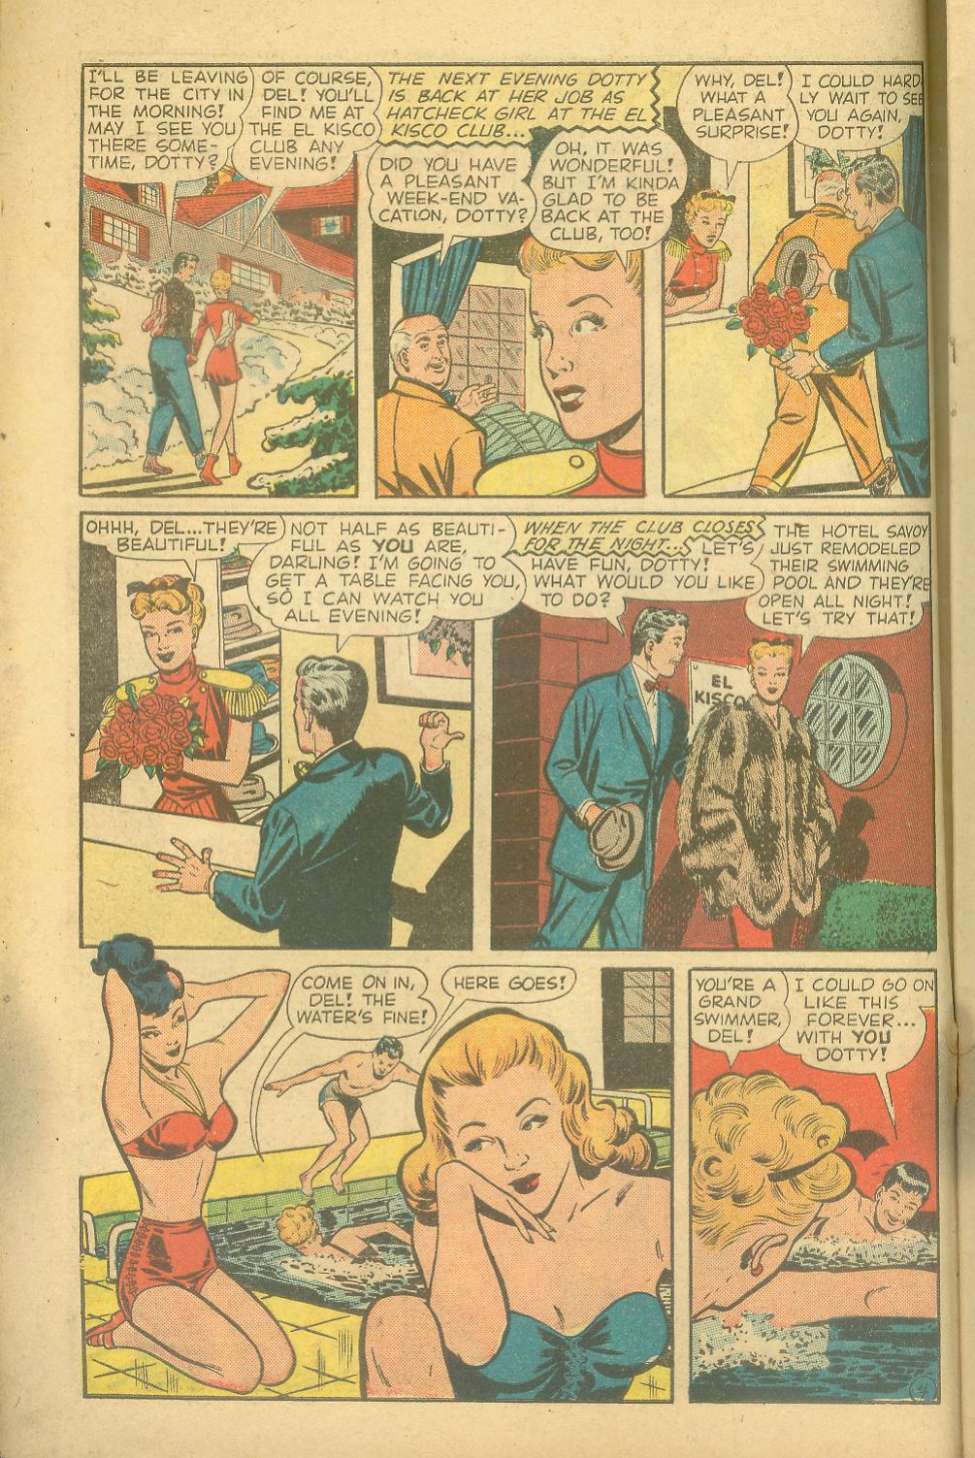 I'LL BE LEAVING
FOR THE CITY IN
THE MORNING!
MAY I SEE YOU
THERE SOME-
TIME, DOTTY?
OF COURSE,
DEL! YOU'LL
FIND ME AT
THE EL KISCO
CLUB ANY
EVENING!
THE NEXT EVENING DOTTY
IS BACK AT HER JOB AS
HATCHECK GIRL AT THE EL
KISCO CLUB...
DID YOU HAVE
A PLEASANT
WEEK-END VA-
CATION, DOTTY?
OH, IT WAS
WONDERFUL!
BUT I'M KINDA
GLAD TO BE
BACK AT THE
CLUB, TOO!
WHY, DEL!
WHAT A
PLEASANT
SURPRISE!
I COULD HARD-
LY WAIT TO SEE
YOU AGAIN,
DOTTY!
OHHH, DEL...THEY'RE
BEAUTIFUL!
NOT HALF AS BEAUTI-
FUL AS YOU ARE,
DARLING! I'M GOING TO
GET A TABLE FACING YOU,
SO I CAN WATCH YOU
ALL EVENING!
WHEN THE CLUB CLOSES
FOR THE NIGHT...
LET'S
HAVE FUN, DOTTY!
WHAT WOULD YOU LIKE
TO DO?
THE HOTEL SAVOY
JUST REMODELED
THEIR SWIMMING
POOL AND THEY'RE
OPEN ALL NIGHT!
LET'S TRY THAT!
EL
KISCO
COME ON IN,
DEL! THE
WATER'S FINE!
HERE GOES!
YOU'RE A
GRAND
SWIMMER,
DEL!
I COULD GO ON
LIKE THIS
FOREVER...
WITH YOU
DOTTY!